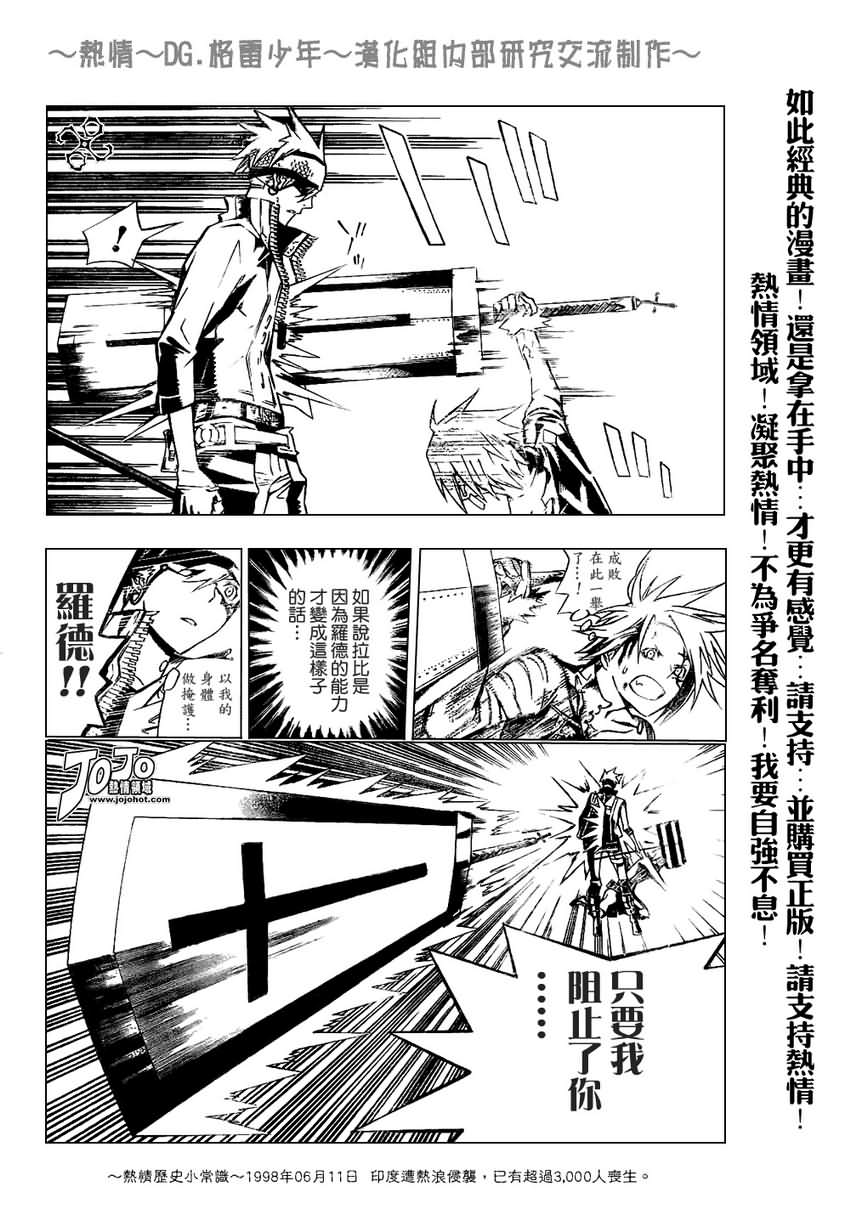 ～熱情～DG.格雷少年～漢化組内部研究交流制作～
如此經典的漫畫！還是拿在手中…才更有感覺…請支持…並購買正版！請支持熱情！
熱情領域！凝聚熱情！不為爭名奪利！我要自強不息！
！
成敗
在此一舉
了…！
如果說拉比是
因為羅德的能力
才變成這樣子
的話…
以我的
身體
做掩護…
羅德！！
JOJO
熱情領域
www.jojohot.com
只要我
阻止了你
……
～熱情歷史小常識～1998年06月11日 印度遭熱浪侵襲，已有超過3,000人喪生。